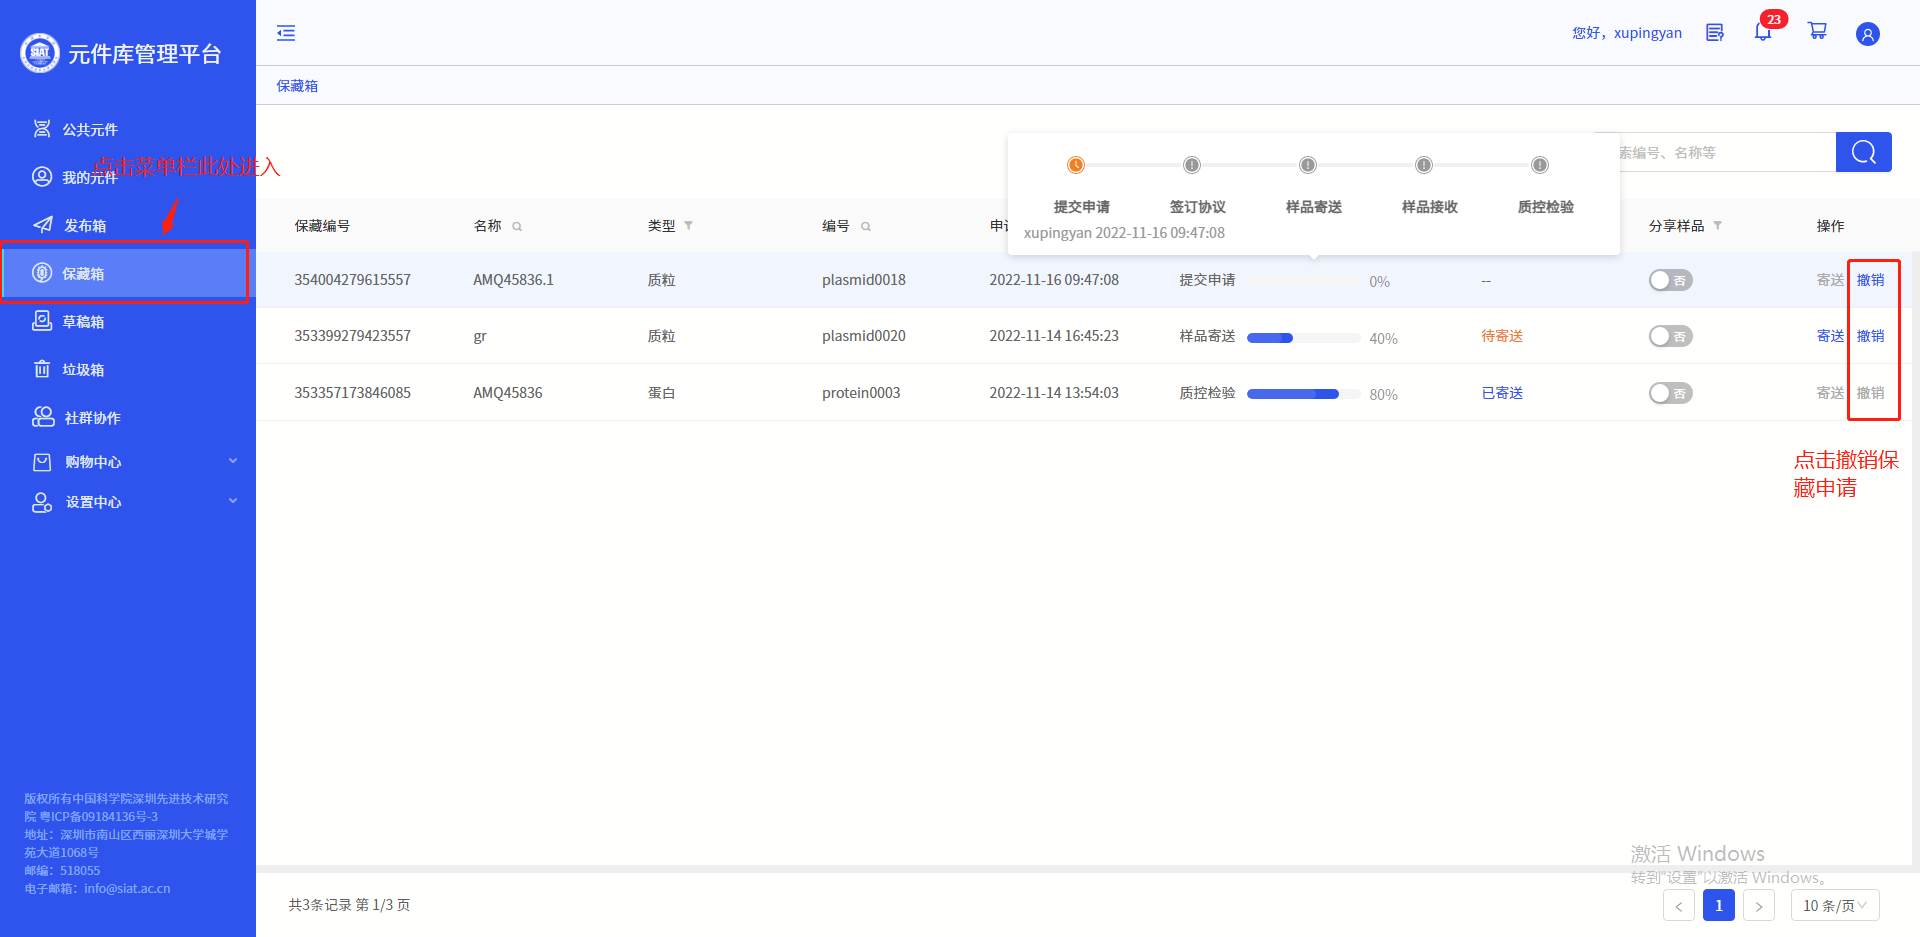 SIAT
元件库管理平台
您好，xupingyan
23
保藏箱
公共元件
我的元件
点击菜单栏此处进入
发布箱
保藏箱
草稿箱
垃圾箱
社群协作
购物中心
设置中心
索编号、名称等
提交申请 签订协议 样品寄送 样品接收 质控检验
xupingyan 2022-11-16 09:47:08
保藏编号 名称 类型 编号 分享样品 操作
354004279615557 AMQ45836.1 质粒 plasmid0018 2022-11-16 09:47:08 提交申请 0% -- 否 寄送 撤销
353399279423557 gr 质粒 plasmid0020 2022-11-14 16:45:23 样品寄送 40% 待寄送 否 寄送 撤销
353357173846085 AMQ45836 蛋白 protein0003 2022-11-14 13:54:03 质控检验 80% 已寄送 否 寄送 撤销
点击撤销保
藏申请
版权所有中国科学院深圳先进技术研究
院 粤ICP备09184136号-3
地址：深圳市南山区西丽深圳大学城学
苑大道1068号
邮编：518055
电子邮箱：info@siat.ac.cn
激活 Windows
转到"设置"以激活 Windows。
共3条记录 第 1/3 页
< 1 > 10 条/页